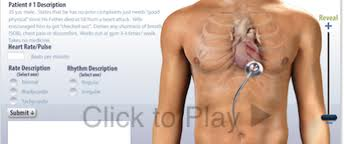 Patient # 1 Description
35 yo male. States that he has no specific complaints just needs "good
physical" since his Father died at 58 from a heart attack. Wife
encouraged him to get "checked out". Denies any shortness of breath
(SOB), chest pain or discomfort. Works out at gym 3-4 times/ week.
Takes no medicine.
Heart Rate/Pulse
Beats per minute
Rate Description
(Select one)
Normal
Bradycardic
Tachycardic
Rhythm Description
(Select one)
Regular
Irregular
Submit
Reveal
+
Click to Play